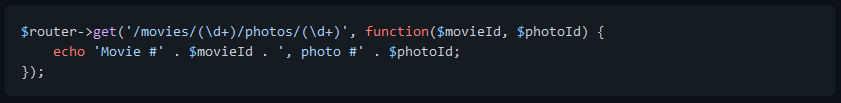 $router->get('/movies/(\d+)/photos/(\d+)', function($movieId, $photoId) {
    echo 'Movie #' . $movieId . ', photo #' . $photoId;
});